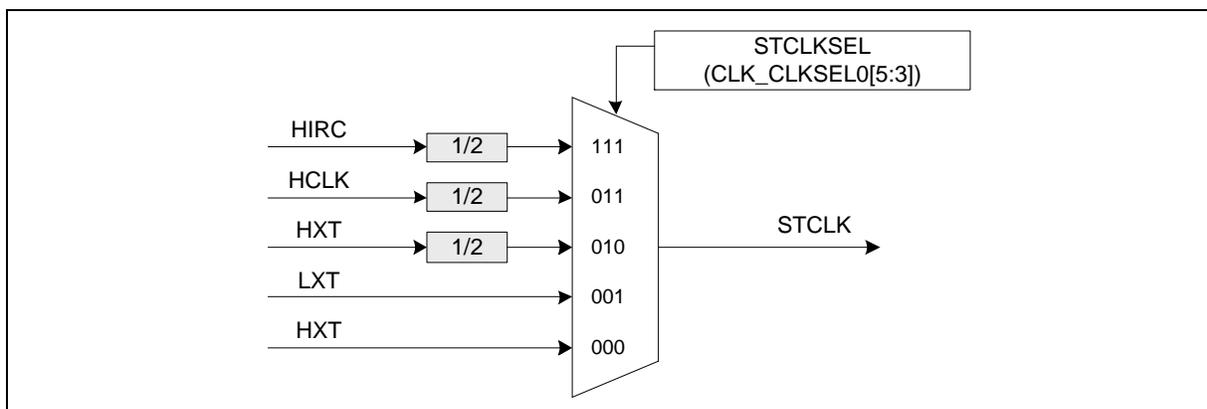 STCLKSEL
(CLK_CLKSEL0[5:3])
HIRC
1/2
111
HCLK
1/2
011
HXT
1/2
010
STCLK
LXT
001
HXT
000